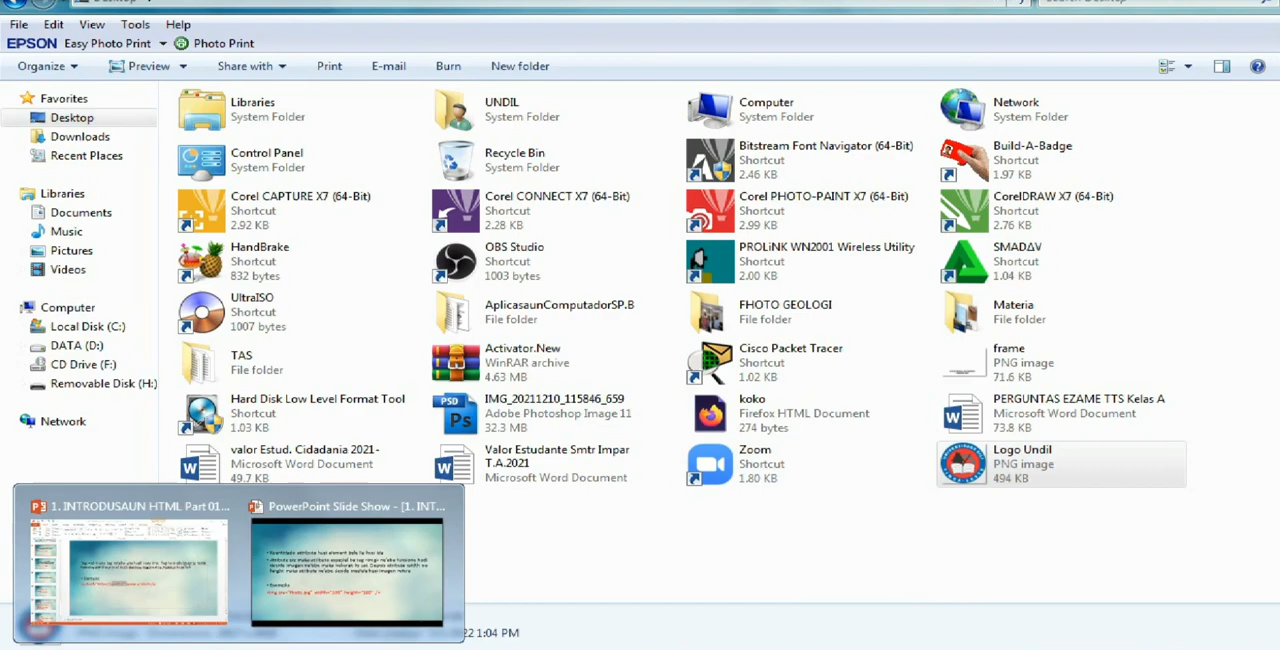 File Edit View Tools Help
EPSON Easy Photo Print Photo Print
Organize Preview Share with Print E-mail Burn New folder
Favorites
Desktop
Downloads
Recent Places
Libraries
Documents
Music
Pictures
Videos
Computer
Local Disk (C:)
DATA (D:)
CD Drive (F:)
Removable Disk (H:)
Network
Libraries
System Folder
UNDIL
System Folder
Computer
System Folder
Network
System Folder
Control Panel
System Folder
Recycle Bin
System Folder
Bitstream Font Navigator (64-Bit)
Shortcut
2.46 KB
Build-A-Badge
Shortcut
1.97 KB
Corel CAPTURE X7 (64-Bit)
Shortcut
2.92 KB
Corel CONNECT X7 (64-Bit)
Shortcut
2.28 KB
Corel PHOTO-PAINT X7 (64-Bit)
Shortcut
2.99 KB
CorelDRAW X7 (64-Bit)
Shortcut
2.76 KB
HandBrake
Shortcut
832 bytes
OBS Studio
Shortcut
1003 bytes
PROLiNK WN2001 Wireless Utility
Shortcut
2.00 KB
SMADΔV
Shortcut
1.04 KB
UltraISO
Shortcut
1007 bytes
AplicasaunComputadorSP.B
File folder
FHOTO GEOLOGI
File folder
Materia
File folder
TAS
File folder
Activator.New
WinRAR archive
4.63 MB
Cisco Packet Tracer
Shortcut
1.02 KB
frame
PNG image
71.6 KB
Hard Disk Low Level Format Tool
Shortcut
1.03 KB
PSD
Ps
IMG_20211210_115846_659
Adobe Photoshop Image 11
32.3 MB
koko
Firefox HTML Document
274 bytes
PERGUNTAS EZAME TTS Kelas A
Microsoft Word Document
73.8 KB
valor Estud. Cidadania 2021-
Microsoft Word Document
49.7 KB
Valor Estudante Smtr Impar
T.A.2021
Microsoft Word Document
Zoom
Shortcut
1.80 KB
Logo Undil
PNG image
494 KB
1. INTRODUSAUN HTML Part 01...
PowerPoint Slide Show - [1. INT...
1:04 PM